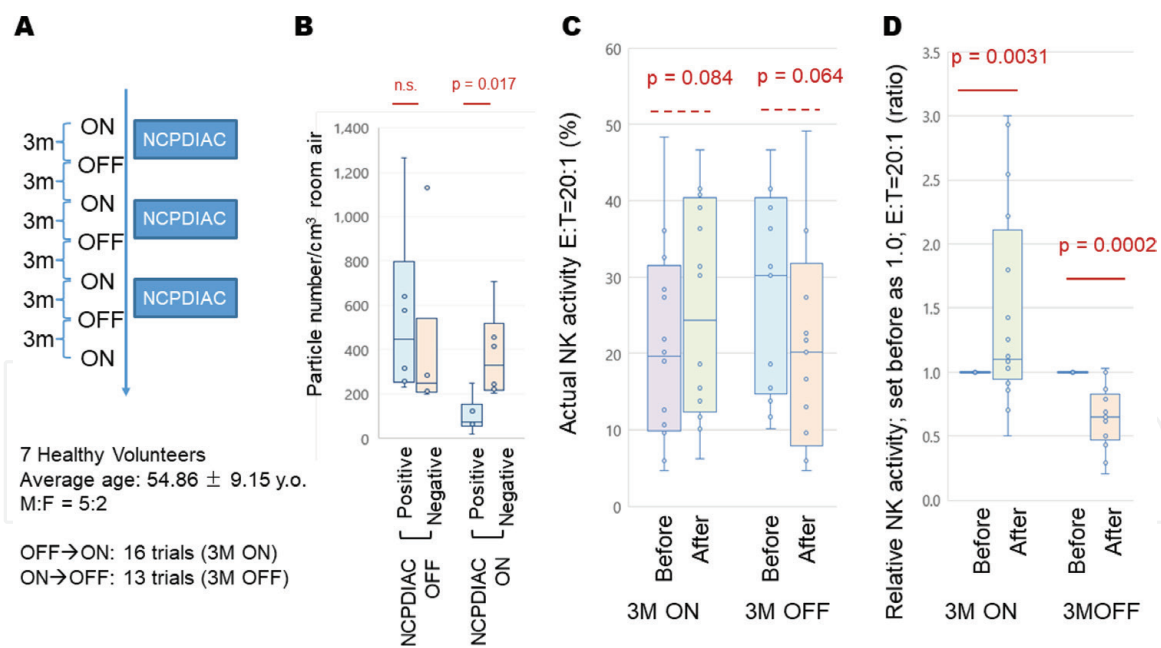 A
ON
3m
NCPDIAC
OFF
3m
ON
3m
NCPDIAC
OFF
3m
ON
3m
NCPDIAC
OFF
3m
ON
7 Healthy Volunteers
Average age: 54.86 ± 9.15 y.o.
M:F = 5:2
OFF→ON: 16 trials (3M ON)
ON→OFF: 13 trials (3M OFF)
B
n.s.
p = 0.017
Particle number/cm³ room air
1,400
1,200
1,000
800
600
400
200
0
Positive
Negative
Positive
Negative
NCPDIAC
OFF
NCPDIAC
ON
C
Actual NK activity E:T=20:1 (%)
60
50
40
30
20
10
0
p = 0.084
p = 0.064
Before
After
Before
After
3M ON
3M OFF
D
Relative NK activity; set before as 1.0; E:T=20:1 (ratio)
3.5
3.0
2.5
2.0
1.5
1.0
0.5
0.0
p = 0.0031
p = 0.0002
Before
After
Before
After
3M ON
3MOFF